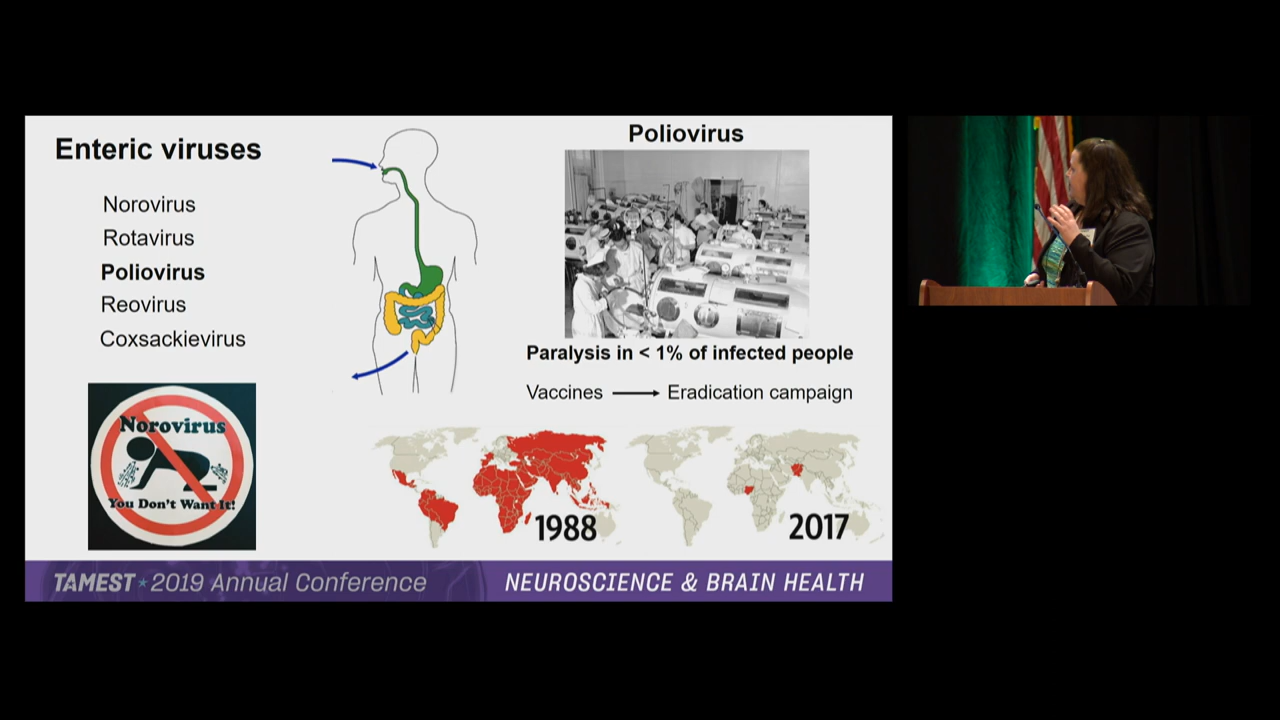 Enteric viruses
Norovirus
Rotavirus
Poliovirus
Reovirus
Coxsackievirus
Norovirus
You Don't Want It!
Poliovirus
Paralysis in < 1% of infected people
Vaccines Eradication campaign
1988
2017
TAMEST 2019 Annual Conference
NEUROSCIENCE & BRAIN HEALTH